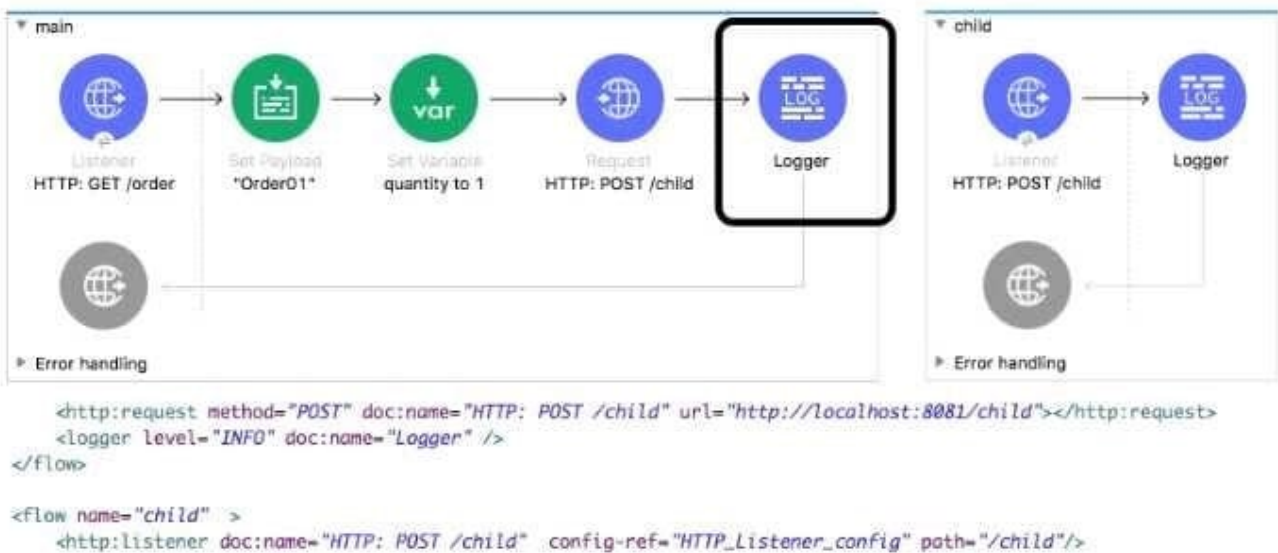 main
child
var
LOG
LOG
Listener
HTTP: GET /order
Set Payload
"Order01"
Set Variable
quantity to 1
Request
HTTP: POST /child
Logger
Listener
HTTP: POST /child
Logger
Error handling
Error handling
<http:request method="POST" doc:name="HTTP: POST /child" url="http://localhost:8081/child"></http:request>
<logger level="INFO" doc:name="Logger" />
</flow>
<flow name="child" >
<http:listener doc:name="HTTP: POST /child" config-ref="HTTP_Listener_config" path="/child"/>